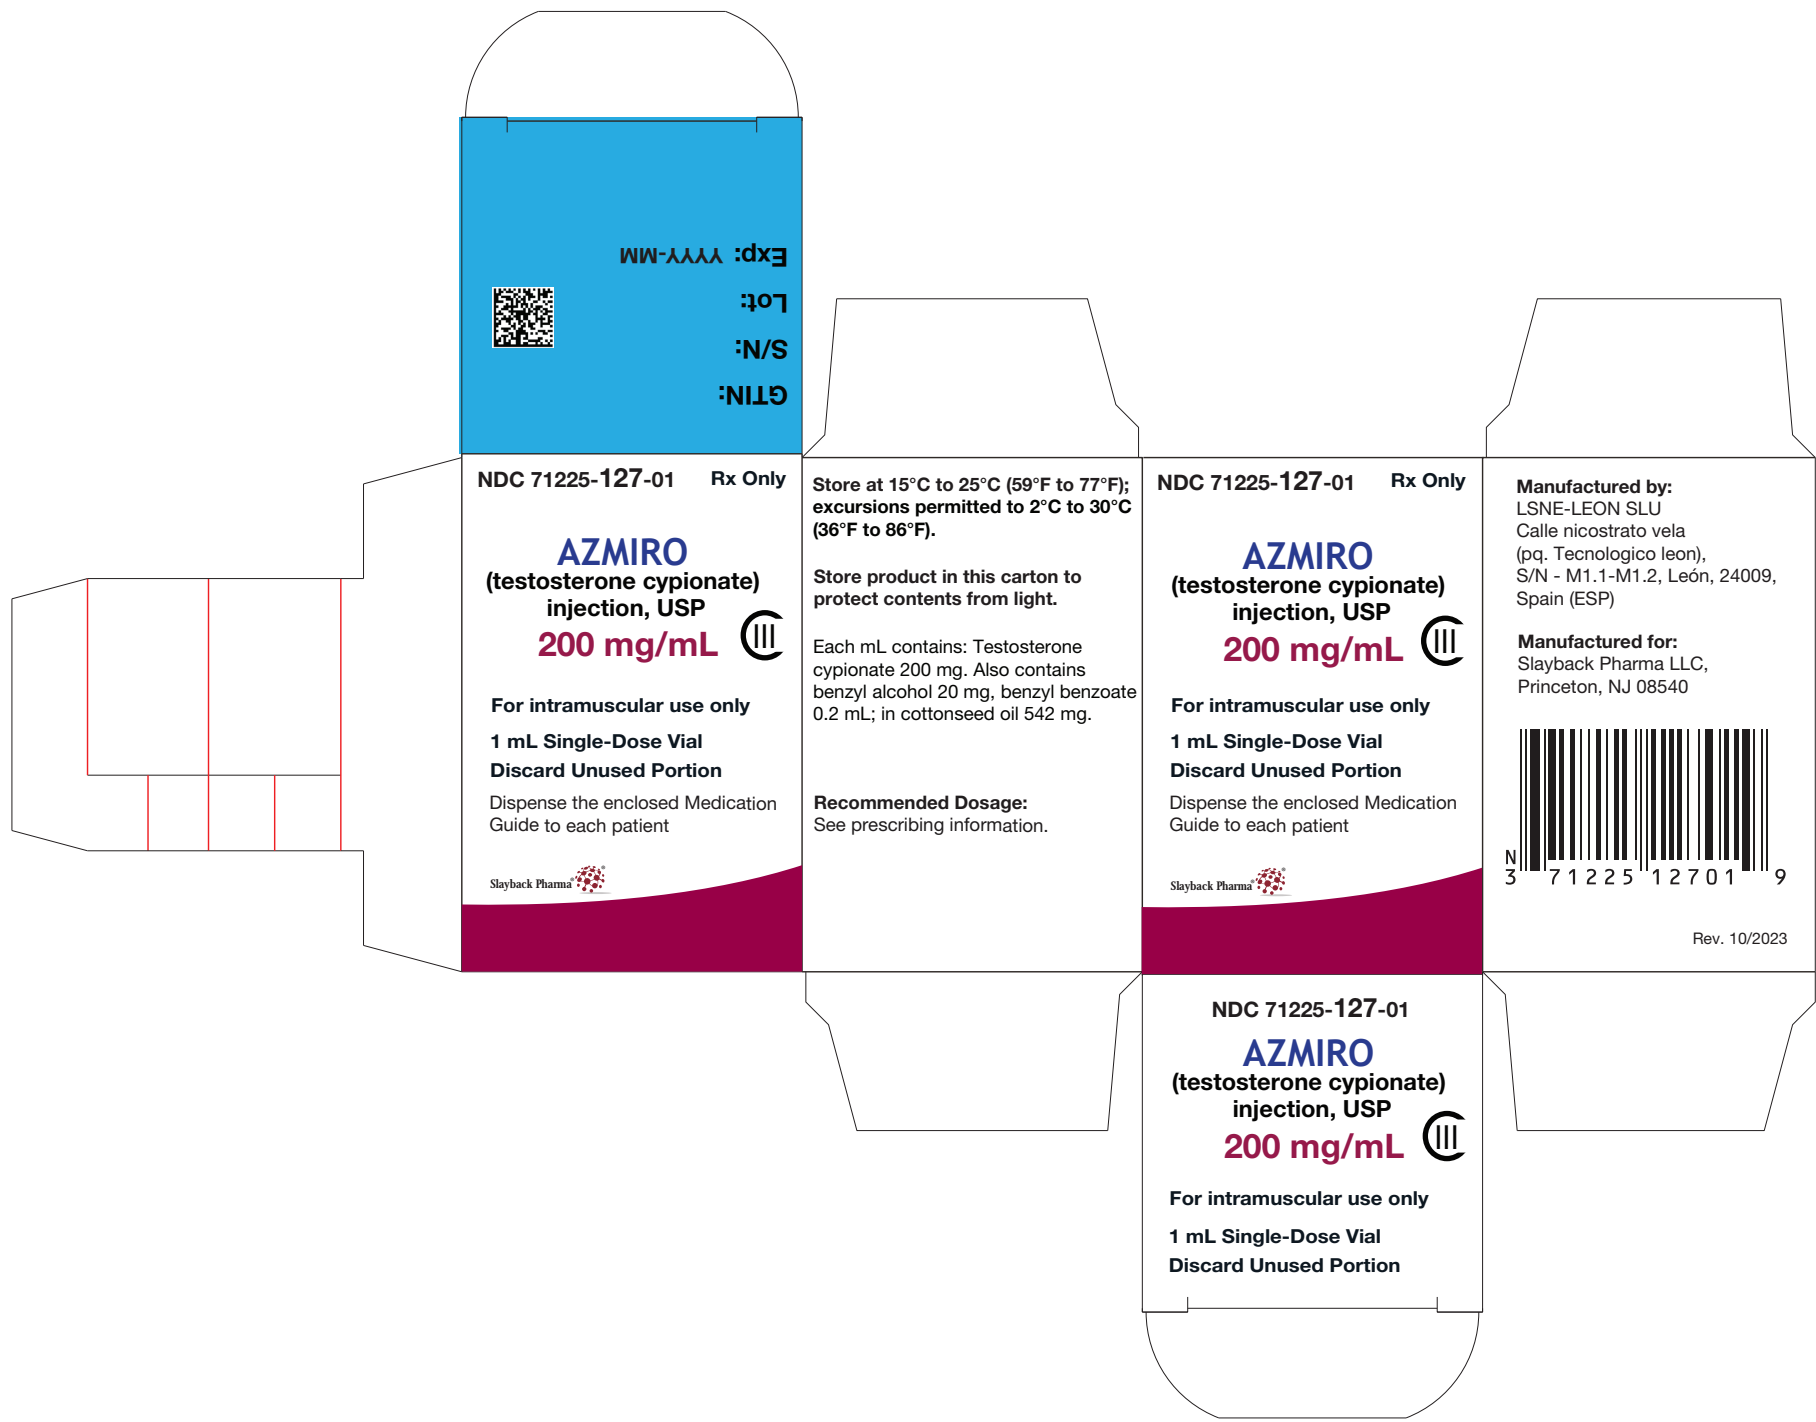 Exp: YYYY-MM
Lot:
S/N:
GTIN:
NDC 71225-127-01 Rx Only
AZMIRO
(testosterone cypionate)
injection, USP
200 mg/mL
CIII
For intramuscular use only
1 mL Single-Dose Vial
Discard Unused Portion
Dispense the enclosed Medication
Guide to each patient
Slayback Pharma®
Store at 15°C to 25°C (59°F to 77°F);
excursions permitted to 2°C to 30°C
(36°F to 86°F).
Store product in this carton to
protect contents from light.
Each mL contains: Testosterone
cypionate 200 mg. Also contains
benzyl alcohol 20 mg, benzyl benzoate
0.2 mL; in cottonseed oil 542 mg.
Recommended Dosage:
See prescribing information.
NDC 71225-127-01 Rx Only
AZMIRO
(testosterone cypionate)
injection, USP
200 mg/mL
CIII
For intramuscular use only
1 mL Single-Dose Vial
Discard Unused Portion
Dispense the enclosed Medication
Guide to each patient
Slayback Pharma®
Manufactured by:
LSNE-LEON SLU
Calle nicostrato vela
(pq. Tecnologico leon),
S/N - M1.1-M1.2, León, 24009,
Spain (ESP)
Manufactured for:
Slayback Pharma LLC,
Princeton, NJ 08540
N
3 71225 12701 9
Rev. 10/2023
NDC 71225-127-01
AZMIRO
(testosterone cypionate)
injection, USP
200 mg/mL
CIII
For intramuscular use only
1 mL Single-Dose Vial
Discard Unused Portion